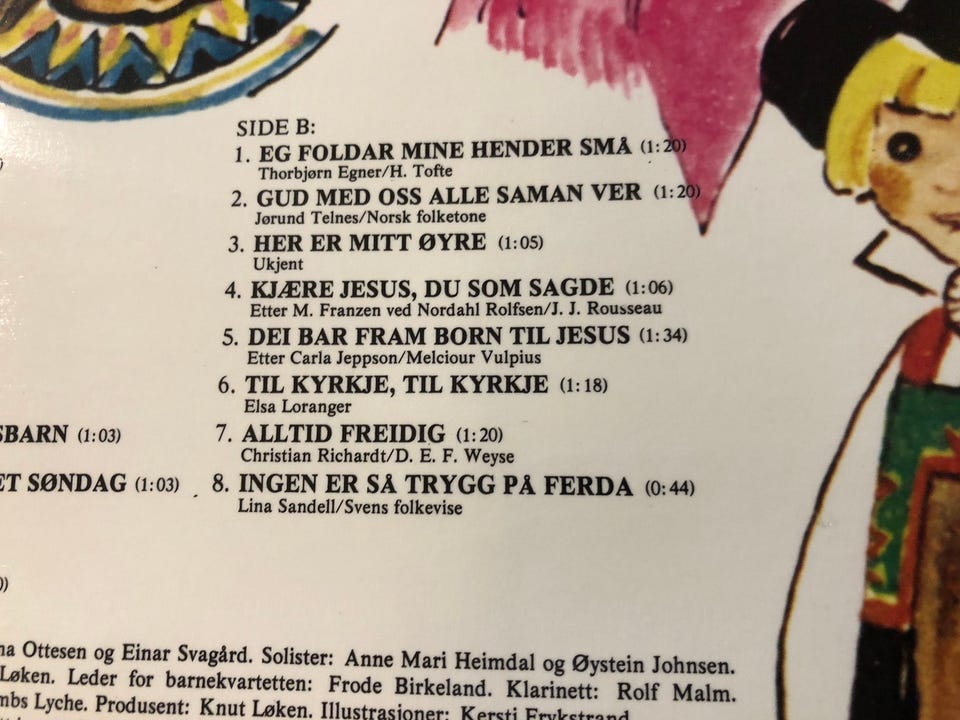 SIDE B:
1. EG FOLDAR MINE HENDER SMÅ (1:20)
Thorbjørn Egner/H. Tofte
2. GUD MED OSS ALLE SAMAN VER (1:20)
Jørund Telnes/Norsk folketone
3. HER ER MITT ØYRE (1:05)
Ukjent
4. KJÆRE JESUS, DU SOM SAGDE (1:06)
Etter M. Franzen ved Nordahl Rolfsen/J. J. Rousseau
5. DEI BAR FRAM BORN TIL JESUS (1:34)
Etter Carla Jeppson/Melciour Vulpius
6. TIL KYRKJE, TIL KYRKJE (1:18)
Elsa Loranger
SBARN (1:03)
7. ALLTID FREIDIG (1:20)
Christian Richardt/D. E. F. Weyse
ET SØNDAG (1:03)
8. INGEN ER SÅ TRYGG PÅ FERDA (0:44)
Lina Sandell/Svens folkevise
na Ottesen og Einar Svagård. Solister: Anne Mari Heimdal og Øystein Johnsen.
Løken. Leder for barnekvartetten: Frode Birkeland. Klarinett: Rolf Malm.
mbs Lyche. Produsent: Knut Løken. Illustrasjoner: Kersti Frykstrand